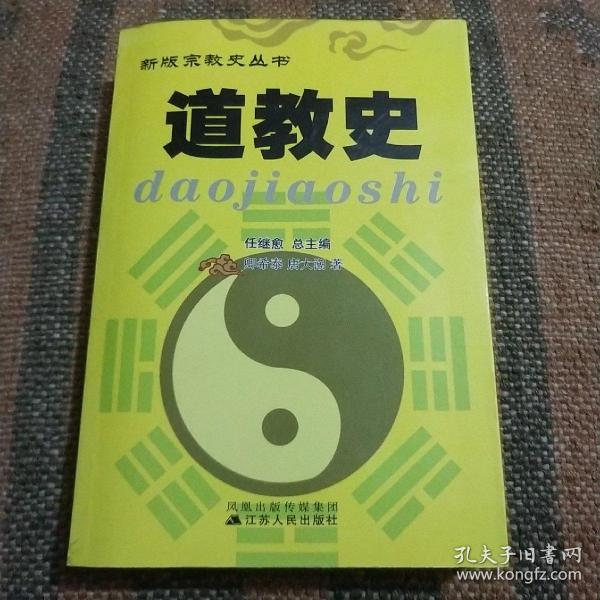 新版宗教史丛书
道教史
daojiaoshi
任继愈 总主编
卿希泰 唐大潮 著
凤凰出版传媒集团
江苏人民出版社
孔夫子旧書网
www.kongfz.com